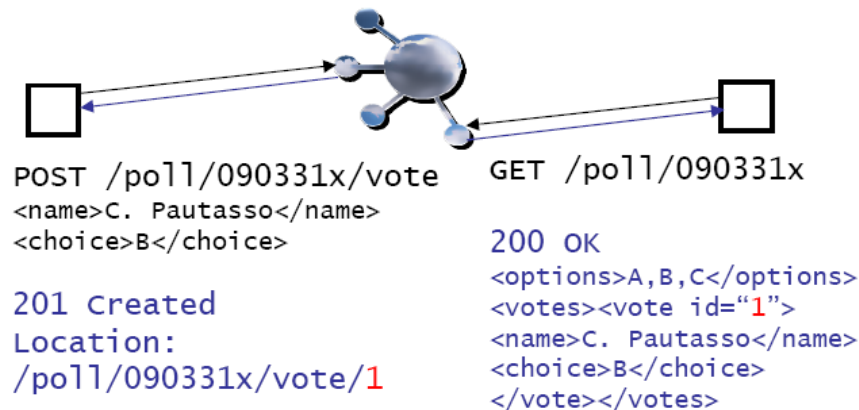 POST /poll/090331x/vote
<name>C. Pautasso</name>
<choice>B</choice>
201 Created
Location:
/poll/090331x/vote/1
GET /poll/090331x
200 OK
<options>A,B,C</options>
<votes><vote id=“1”>
<name>C. Pautasso</name>
<choice>B</choice>
</vote></votes>